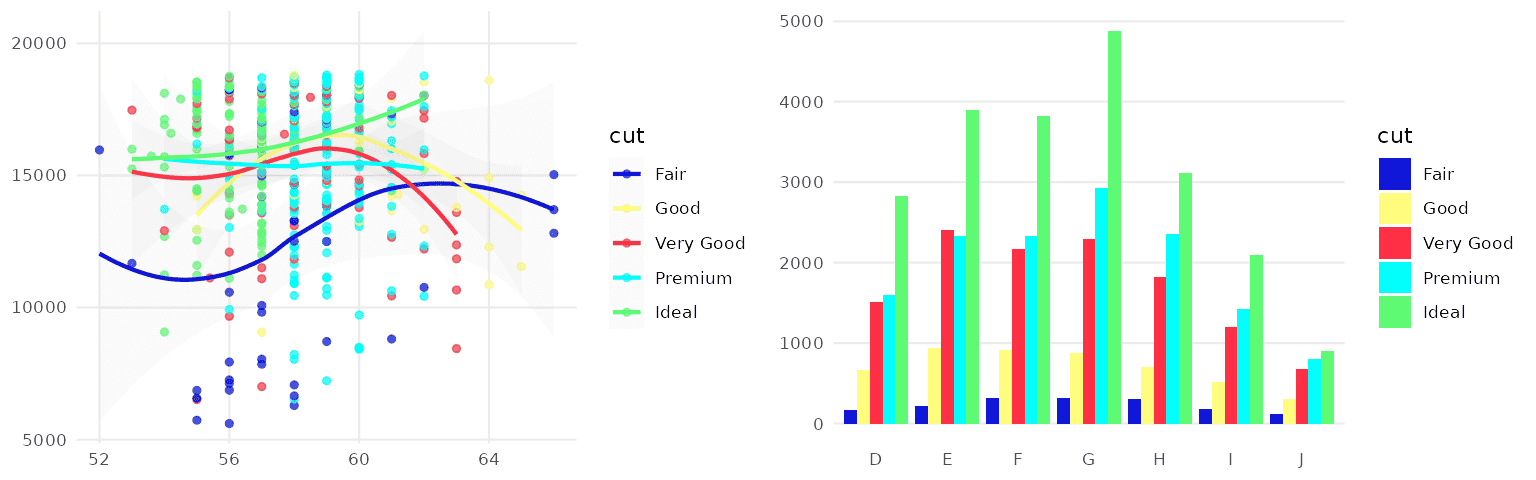 20000
15000
10000
5000
52 56 60 64
cut
Fair
Good
Very Good
Premium
Ideal
5000
4000
3000
2000
1000
0
D E F G H I J
cut
Fair
Good
Very Good
Premium
Ideal